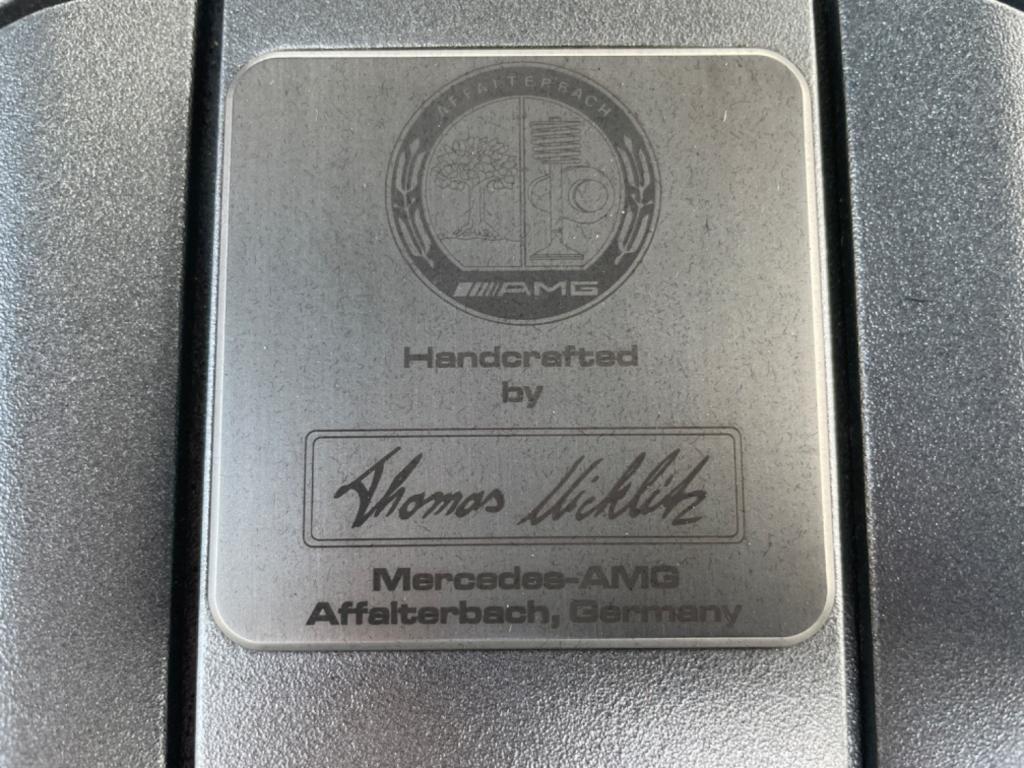 AFFALTERBACH
AMG
Handcrafted
by
Thomas Micklitz
Mercedes-AMG
Affalterbach, Germany